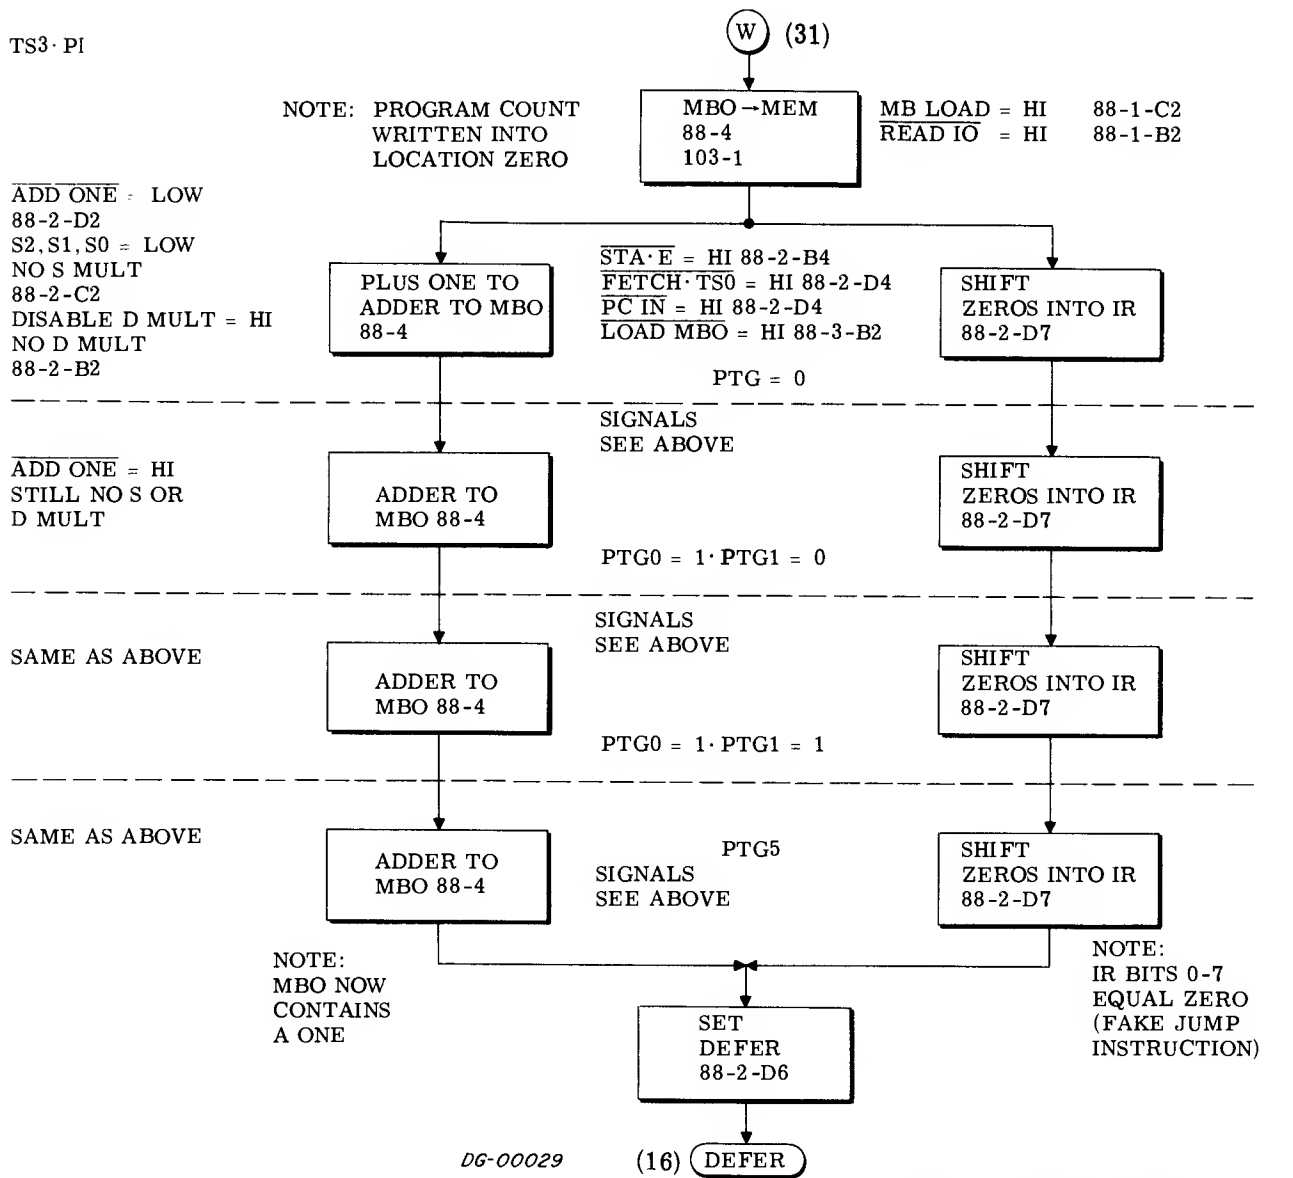 TS3· PI
W (31)
NOTE: PROGRAM COUNT
WRITTEN INTO
LOCATION ZERO
MBO→MEM
88-4
103-1
MB LOAD = HI 88-1-C2
READ IO = HI 88-1-B2
ADD ONE = LOW
88-2-D2
S2, S1, S0 = LOW
NO S MULT
88-2-C2
DISABLE D MULT = HI
NO D MULT
88-2-B2
PLUS ONE TO
ADDER TO MBO
88-4
STA·E = HI 88-2-B4
FETCH·TS0 = HI 88-2-D4
PC IN = HI 88-2-D4
LOAD MBO = HI 88-3-B2
PTG = 0
SHIFT
ZEROS INTO IR
88-2-D7
ADD ONE = HI
STILL NO S OR
D MULT
ADDER TO
MBO 88-4
SIGNALS
SEE ABOVE
PTG0 = 1·PTG1 = 0
SHIFT
ZEROS INTO IR
88-2-D7
SAME AS ABOVE
ADDER TO
MBO 88-4
SIGNALS
SEE ABOVE
PTG0 = 1·PTG1 = 1
SHIFT
ZEROS INTO IR
88-2-D7
SAME AS ABOVE
ADDER TO
MBO 88-4
PTG5
SIGNALS
SEE ABOVE
SHIFT
ZEROS INTO IR
88-2-D7
NOTE:
MBO NOW
CONTAINS
A ONE
NOTE:
IR BITS 0-7
EQUAL ZERO
(FAKE JUMP
INSTRUCTION)
SET
DEFER
88-2-D6
DG-00029
(16) DEFER